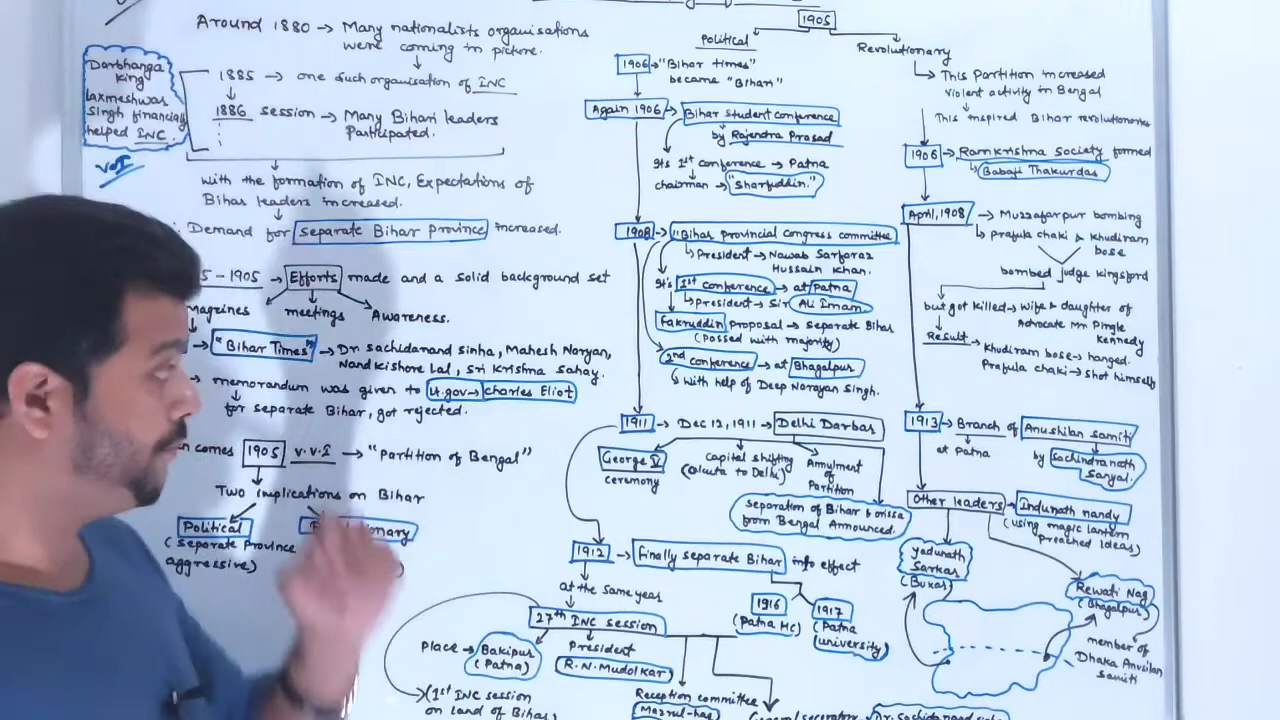 Around 1880 → Many nationalists organisations
were coming in picture.
Darbhanga
King
Laxmeshwar
Singh financially
helped INC.
v.v.I
1885 → one such organisation of INC
1886 session → Many Bihari leaders
Participated.
with the formation of INC, Expectations of
Bihar leaders increased.
Demand for separate Bihar Province increased.
5-1905 → Efforts made and a solid background set
Magzines
meetings
Awareness.
→ "Bihar Times" → Dr sachidanand sinha, Mahesh Narayan,
Nandkishore Lal, Sri Krishna Sahay.
→ memorandum was given to Lt.gov → Charles Eliot
for separate Bihar, got rejected.
n comes 1905 v.v.I → "Partition of Bengal"
Two implications on Bihar
Political
(separate Province
aggressive)
1905
Political
1906 → "Bihar times"
became "Bihari"
Again 1906 → Bihar Student conference
by Rajendra Prasad
Its 1st conference → Patna
chairman → "Sharfuddin."
1908 → "Bihar provincial Congress committee
President → Nawab Sarfaraz
Hussain Khan.
It's 1st conference → at Patna
President → Sir Ali Imam.
Fakruddin proposal → separate Bihar
(passed with majority)
2nd conference → at Bhagalpur
with help of Deep Narayan Singh.
1911 → Dec 12, 1911 → Delhi Darbar
George V
ceremony
Capital shifting
(Calcuta to Delhi)
Annulment
of
Partition
Separation of Bihar & orissa
from Bengal Announced.
1912 → finally separate Bihar into effect
1916
(Patna HC)
1917
(Patna
university)
at the same year
27th INC session
Place → Bakipur
(Patna)
President
R.N. Mudolkar
(1st INC session
on land of Bihar)
Reception committee
Mazrul-haq
General secratory
Dr. Sachidanand sinha
Revolutionary
This Partition increased
violent activity in Bengal
This inspired Bihar revolutionaries
1906 → Ramkrishna Society formed
Babaji Thakurdas
April, 1908 → Muzzafarpur bombing
Prafula chaki & Khudiram
bose
bombed judge kingsford
but got killed → wife & daughter of
Advocate Mr Pingle
Kennedy
Result → Khudiram bose → hanged.
Prafula chaki → shot himself
1913 → Branch of Anushilan samiti
at Patna
by Sachindranath
Sanyal.
Other leaders → Indunath nandy
(using magic lantern
preached ideas)
yadunath
Sarkar
(Buxar)
Rewati Nag
(Bhagalpur)
member of
Dhaka Anusilan
samiti